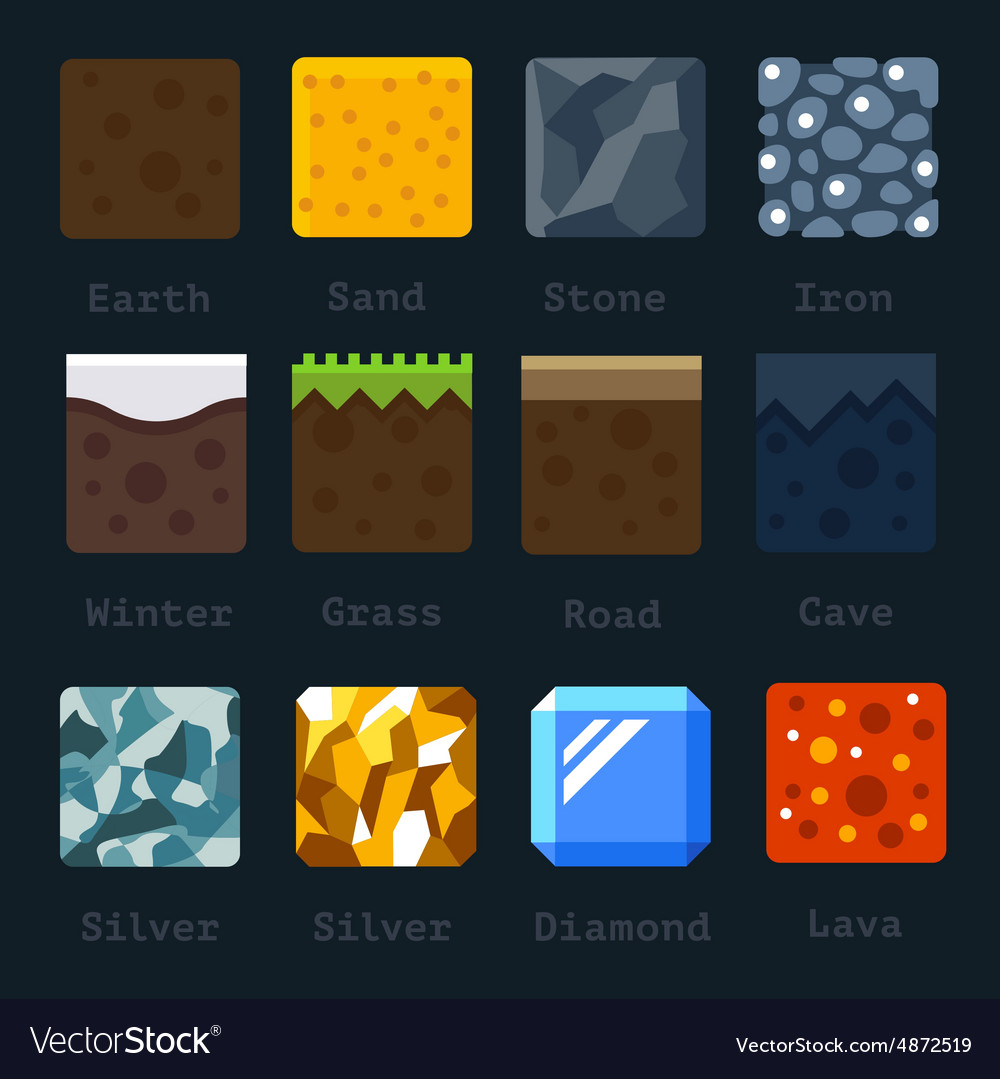 Earth Sand Stone Iron
Winter Grass Road Cave
Silver Silver Diamond Lava
VectorStock® VectorStock.com/4872519